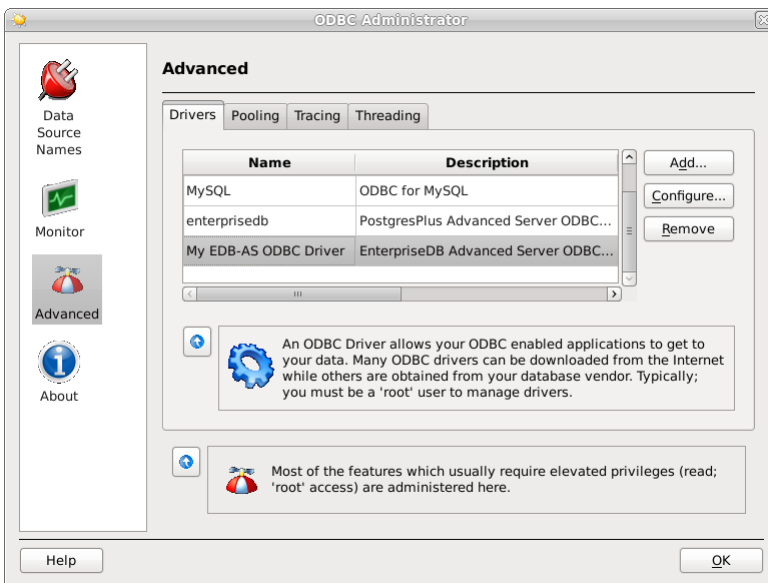 ODBC Administrator
Data
Source
Names
Monitor
Advanced
About
Advanced
Drivers Pooling Tracing Threading
Name Description
MySQL ODBC for MySQL
enterprisedb PostgresPlus Advanced Server ODBC...
My EDB-AS ODBC Driver EnterpriseDB Advanced Server ODBC...
Add...
Configure...
Remove
An ODBC Driver allows your ODBC enabled applications to get to
your data. Many ODBC drivers can be downloaded from the Internet
while others are obtained from your database vendor. Typically;
you must be a 'root' user to manage drivers.
Most of the features which usually require elevated privileges (read;
'root' access) are administered here.
Help OK